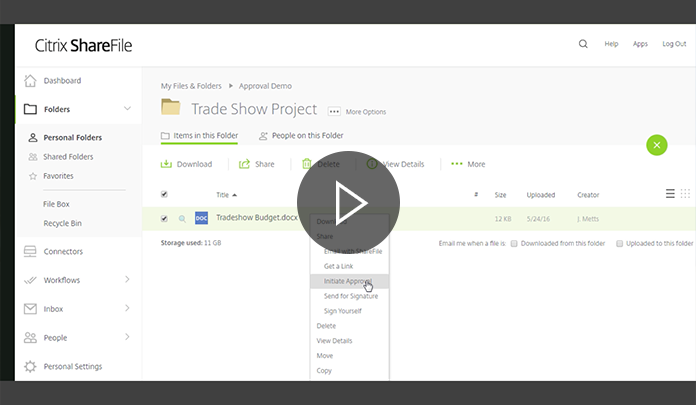 Citrix ShareFile
Help Apps Log Out
Dashboard
Folders
Personal Folders
Shared Folders
Favorites
File Box
Recycle Bin
Connectors
Workflows
Inbox
People
Personal Settings
My Files & Folders Approval Demo
Trade Show Project More Options
Items in this Folder People on this Folder
Download Share Delete View Details More
Title # Size Uploaded Creator
DOC Tradeshow Budget.docx 12 KB 5/24/16 J Metts
Storage used: 11 GB Email me when a file is: Downloaded from this folder Uploaded to this folder
Share
Email with ShareFile
Get a Link
Initiate Approval
Send for Signature
Sign Yourself
Delete
View Details
Move
Copy